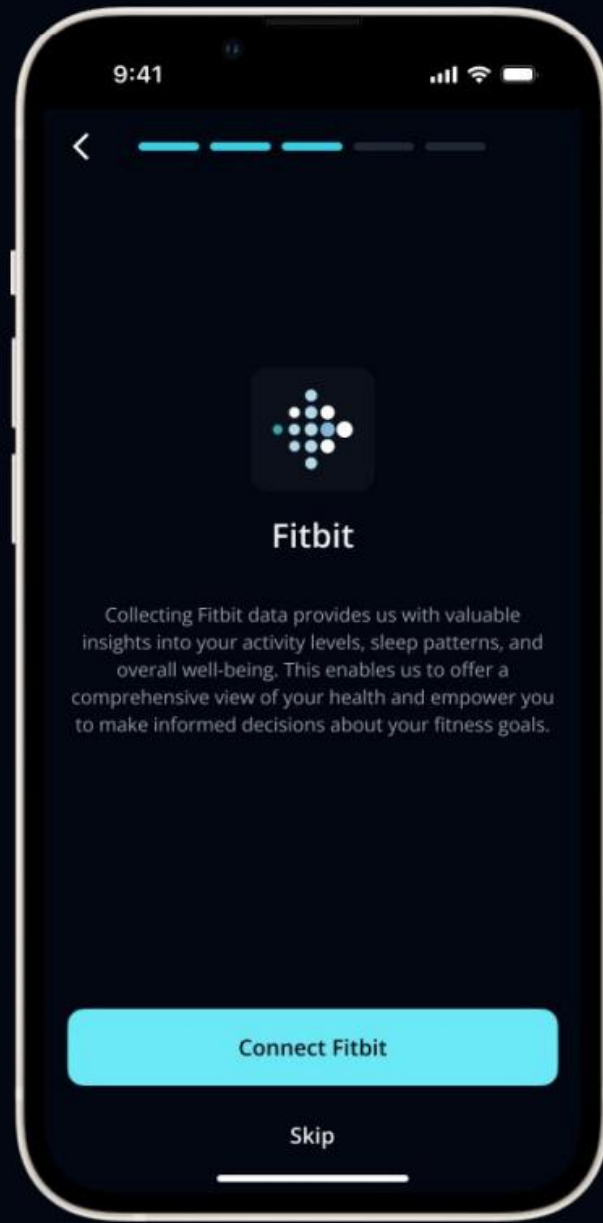 9:41
Fitbit
Collecting Fitbit data provides us with valuable
insights into your activity levels, sleep patterns, and
overall well-being. This enables us to offer a
comprehensive view of your health and empower you
to make informed decisions about your fitness goals.
Connect Fitbit
Skip